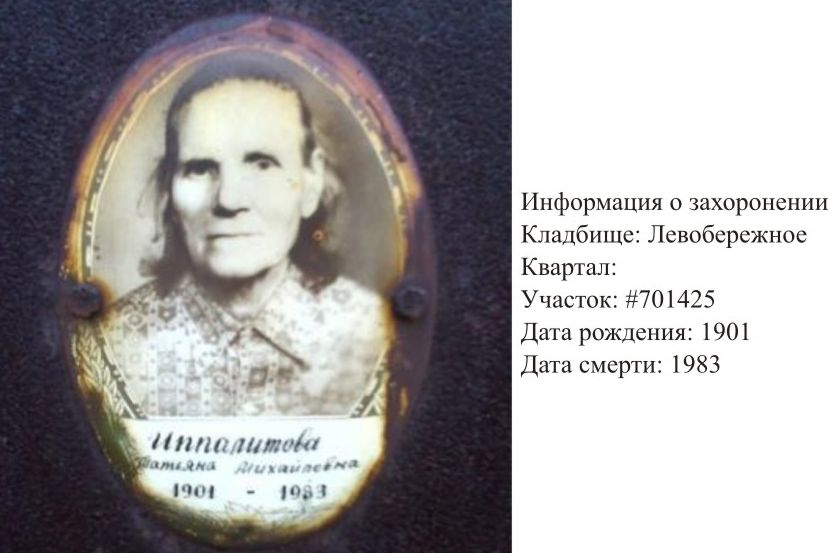 Иппалитова
Татьяна Михайловна
1901 - 1983
Информация о захоронении
Кладбище: Левобережное
Квартал:
Участок: #701425
Дата рождения: 1901
Дата смерти: 1983